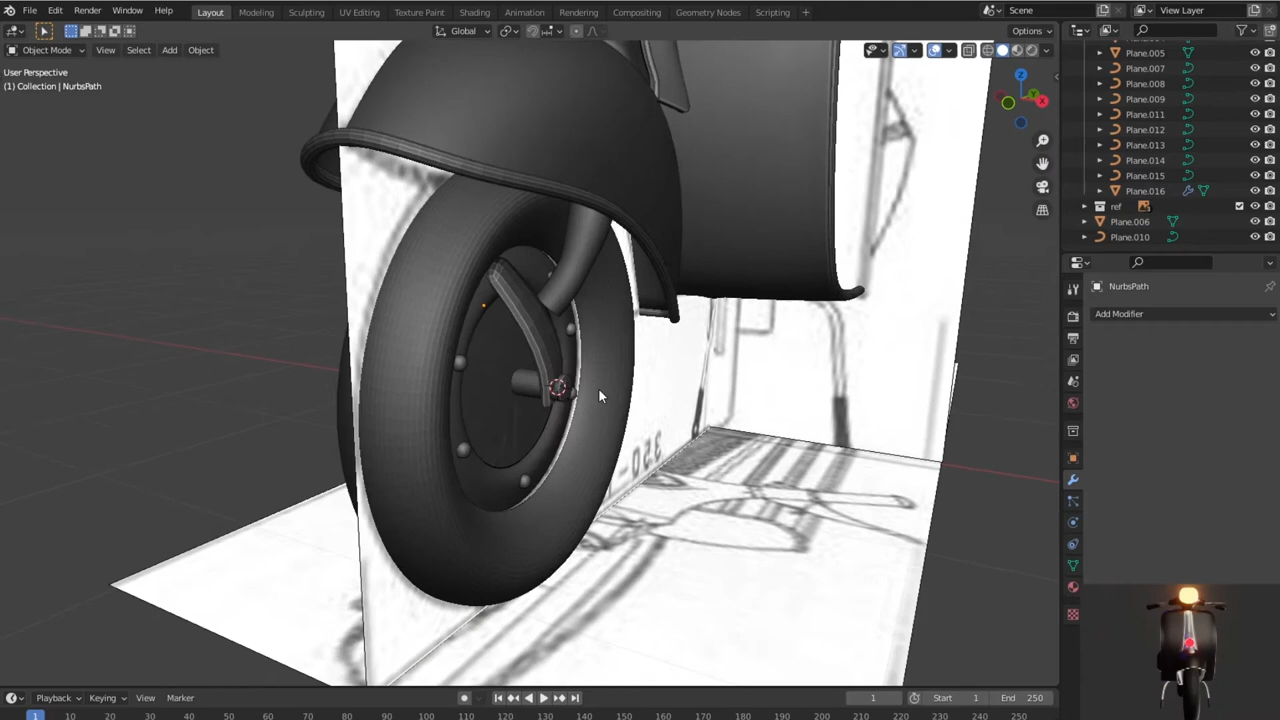 File Edit Render Window Help
Layout Modeling Sculpting UV Editing Texture Paint Shading Animation Rendering Compositing Geometry Nodes Scripting +
Scene
View Layer
Object Mode View Select Add Object
Global
Options
User Perspective
(1) Collection | NurbsPath
Z
Y
X
Plane.005
Plane.007
Plane.008
Plane.009
Plane.011
Plane.012
Plane.013
Plane.014
Plane.015
Plane.016
ref
Plane.006
Plane.010
NurbsPath
Add Modifier
350-
Playback Keying View Marker
1
Start 1
End 250
1 10 20 30 40 50 60 70 80 90 100 110 120 130 140 150 160 170 180 190 200 210 220 230 240 250